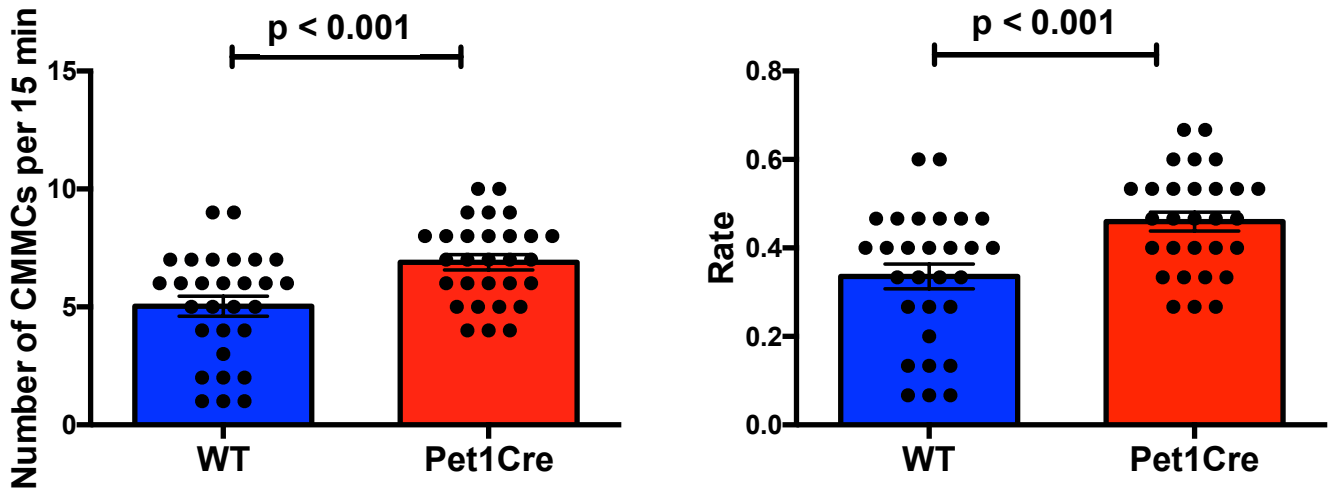 p < 0.001
Number of CMMCs per 15 min
15
10
5
0
WT
Pet1Cre
p < 0.001
Rate
0.8
0.6
0.4
0.2
0.0
WT
Pet1Cre